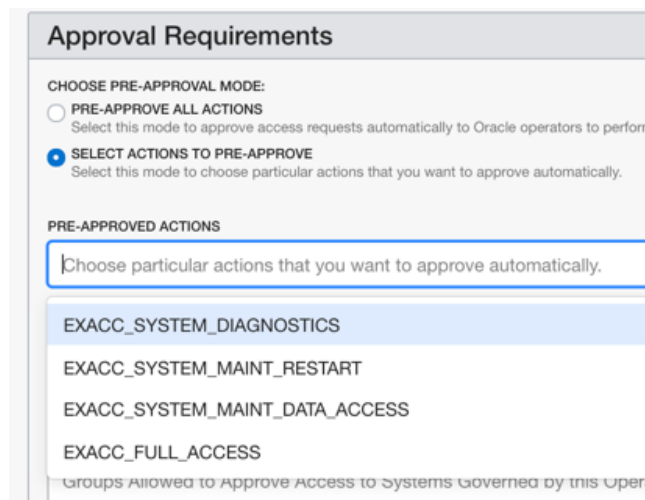 Approval Requirements
CHOOSE PRE-APPROVAL MODE:
PRE-APPROVE ALL ACTIONS
Select this mode to approve access requests automatically to Oracle operators to perfor
SELECT ACTIONS TO PRE-APPROVE
Select this mode to choose particular actions that you want to approve automatically.
PRE-APPROVED ACTIONS
Choose particular actions that you want to approve automatically.
EXACC_SYSTEM_DIAGNOSTICS
EXACC_SYSTEM_MAINT_RESTART
EXACC_SYSTEM_MAINT_DATA_ACCESS
EXACC_FULL_ACCESS
Groups Allowed to Approve Access to Systems Governed by this Oper